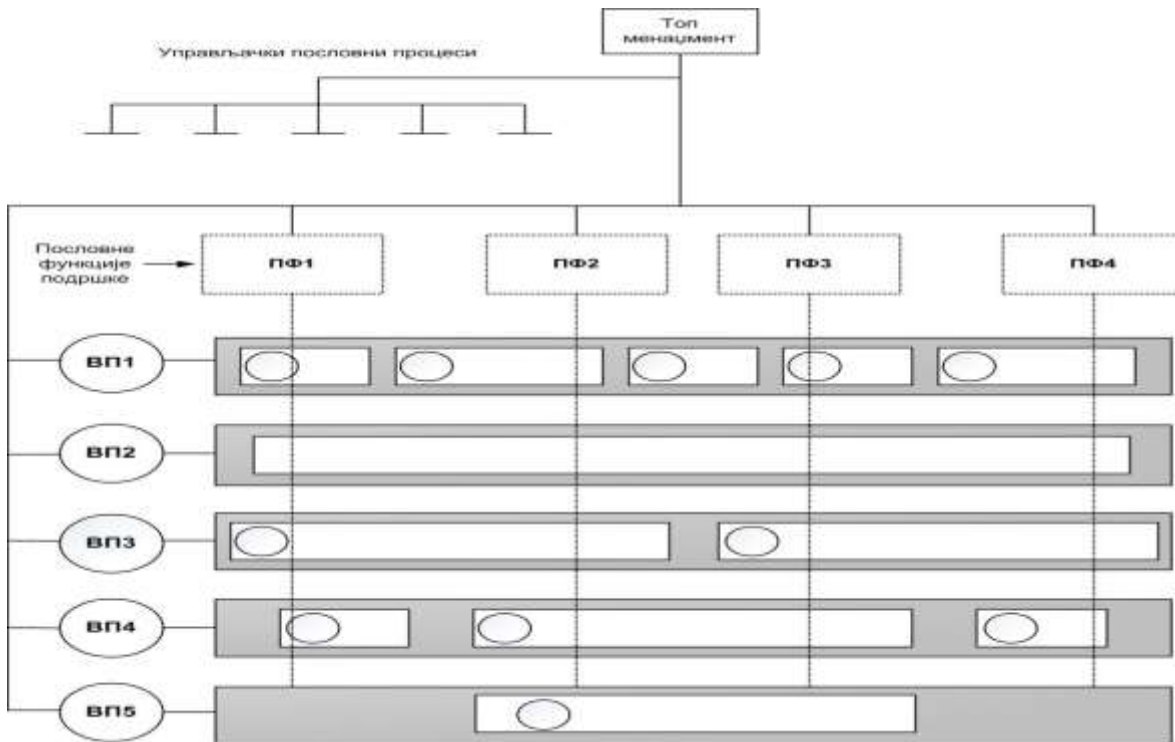 Топ
менаџмент
Управљачки пословни процеси
Пословне
функције
подршке
ПФ1
ПФ2
ПФ3
ПФ4
ВП1
ВП2
ВП3
ВП4
ВП5